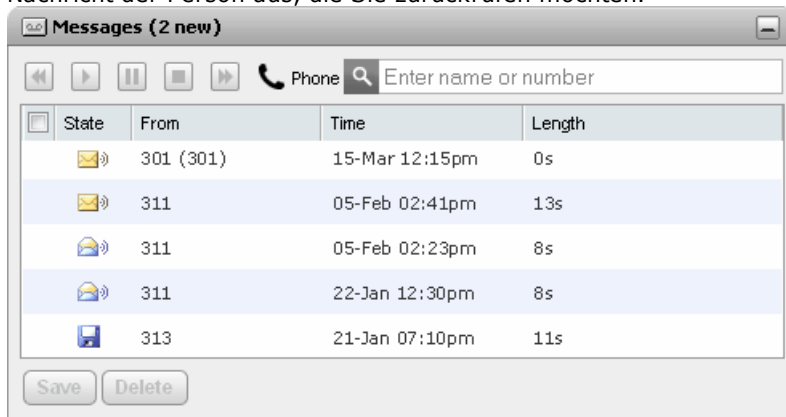 Nachricht der Person aus, die Sie zurückrufen möchten.
Messages (2 new)
Phone Enter name or number
State From Time Length
301 (301) 15-Mar 12:15pm 0s
311 05-Feb 02:41pm 13s
311 05-Feb 02:23pm 8s
311 22-Jan 12:30pm 8s
313 21-Jan 07:10pm 11s
Save Delete